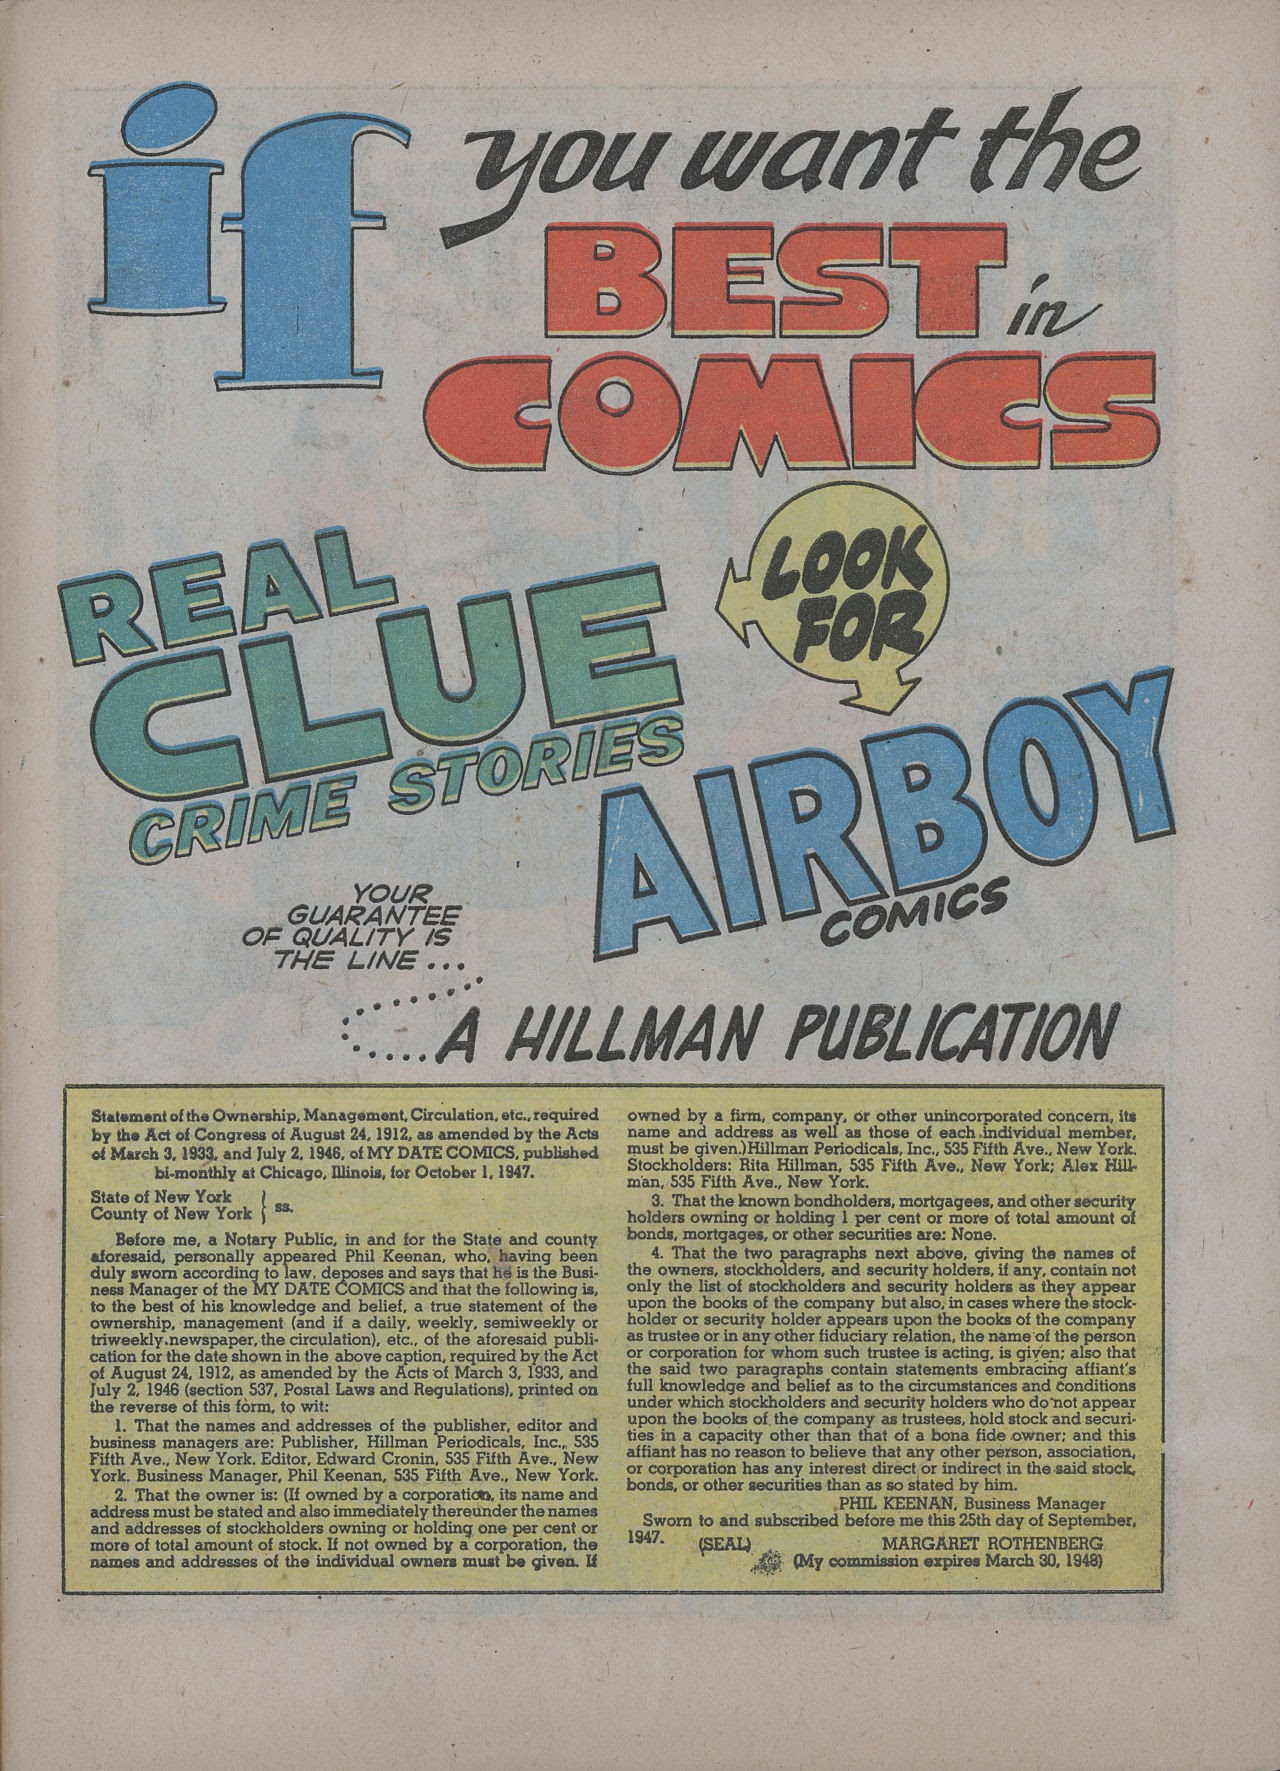 if you want the
BEST in
COMICS
LOOK
FOR
REAL
CLUE
CRIME STORIES
AIRBOY
COMICS
YOUR
GUARANTEE
OF QUALITY IS
THE LINE...
....A HILLMAN PUBLICATION
Statement of the Ownership, Management, Circulation, etc., required
by the Act of Congress of August 24, 1912, as amended by the Acts
of March 3, 1933, and July 2, 1946, of MY DATE COMICS, published
bi-monthly at Chicago, Illinois, for October 1, 1947.
State of New York
County of New York } ss.
Before me, a Notary Public, in and for the State and county
aforesaid, personally appeared Phil Keenan, who, having been
duly sworn according to law, deposes and says that he is the Busi-
ness Manager of the MY DATE COMICS and that the following is,
to the best of his knowledge and belief, a true statement of the
ownership, management (and if a daily, weekly, semiweekly or
triweekly newspaper, the circulation), etc., of the aforesaid publi-
cation for the date shown in the above caption, required by the Act
of August 24, 1912, as amended by the Acts of March 3, 1933, and
July 2, 1946 (section 537, Postal Laws and Regulations), printed on
the reverse of this form, to wit:
1. That the names and addresses of the publisher, editor and
business managers are: Publisher, Hillman Periodicals, Inc., 535
Fifth Ave., New York. Editor, Edward Cronin, 535 Fifth Ave., New
York. Business Manager, Phil Keenan, 535 Fifth Ave., New York.
2. That the owner is: (If owned by a corporation, its name and
address must be stated and also immediately thereunder the names
and addresses of stockholders owning or holding one per cent or
more of total amount of stock. If not owned by a corporation, the
names and addresses of the individual owners must be given. If
owned by a firm, company, or other unincorporated concern, its
name and address as well as those of each individual member,
must be given.) Hillman Periodicals, Inc., 535 Fifth Ave., New York.
Stockholders: Rita Hillman, 535 Fifth Ave., New York; Alex Hill-
man, 535 Fifth Ave., New York.
3. That the known bondholders, mortgagees, and other security
holders owning or holding 1 per cent or more of total amount of
bonds, mortgages, or other securities are: None.
4. That the two paragraphs next above, giving the names of
the owners, stockholders, and security holders, if any, contain not
only the list of stockholders and security holders as they appear
upon the books of the company but also, in cases where the stock-
holder or security holder appears upon the books of the company
as trustee or in any other fiduciary relation, the name of the person
or corporation for whom such trustee is acting, is given; also that
the said two paragraphs contain statements embracing affiant's
full knowledge and belief as to the circumstances and conditions
under which stockholders and security holders who do not appear
upon the books of the company as trustees, hold stock and securi-
ties in a capacity other than that of a bona fide owner; and this
affiant has no reason to believe that any other person, association,
or corporation has any interest direct or indirect in the said stock,
bonds, or other securities than as so stated by him.
PHIL KEENAN, Business Manager
Sworn to and subscribed before me this 25th day of September,
1947.
(SEAL) MARGARET ROTHENBERG
(My commission expires March 30, 1948)